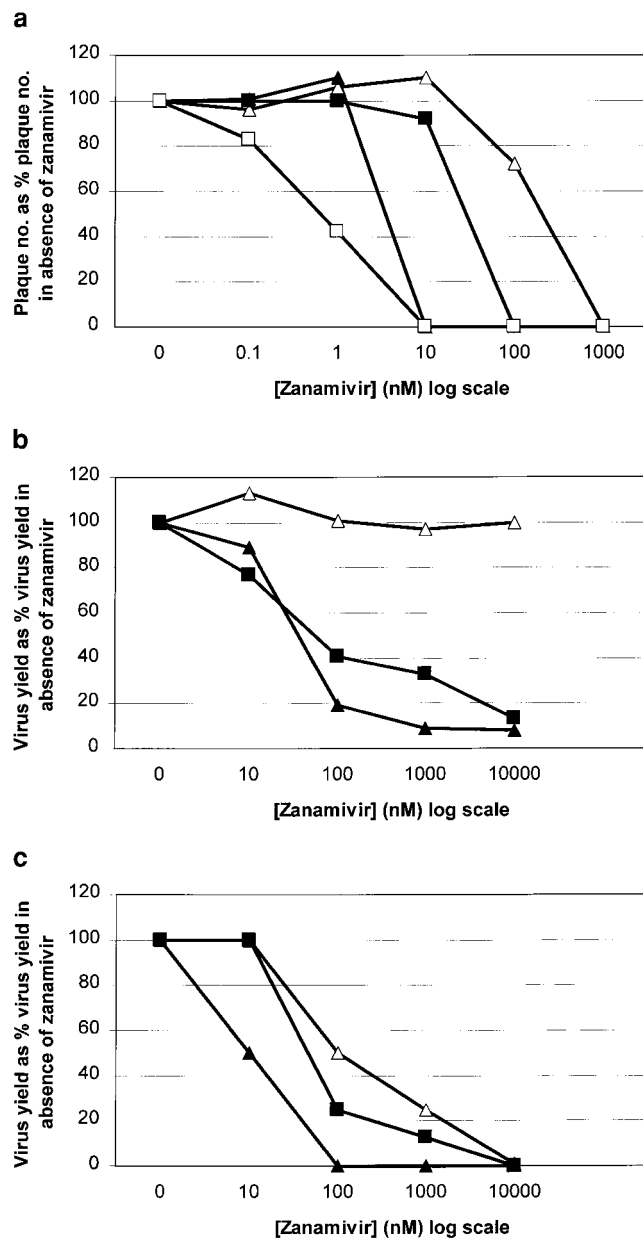 a
Plaque no. as % plaque no.
in absence of zanamivir
120
100
80
60
40
20
0
0 0.1 1 10 100 1000
[Zanamivir] (nM) log scale
b
Virus yield as % virus yield in
absence of zanamivir
120
100
80
60
40
20
0
0 10 100 1000 10000
[Zanamivir] (nM) log scale
c
Virus yield as % virus yield in
absence of zanamivir
120
100
80
60
40
20
0
0 10 100 1000 10000
[Zanamivir] (nM) log scale